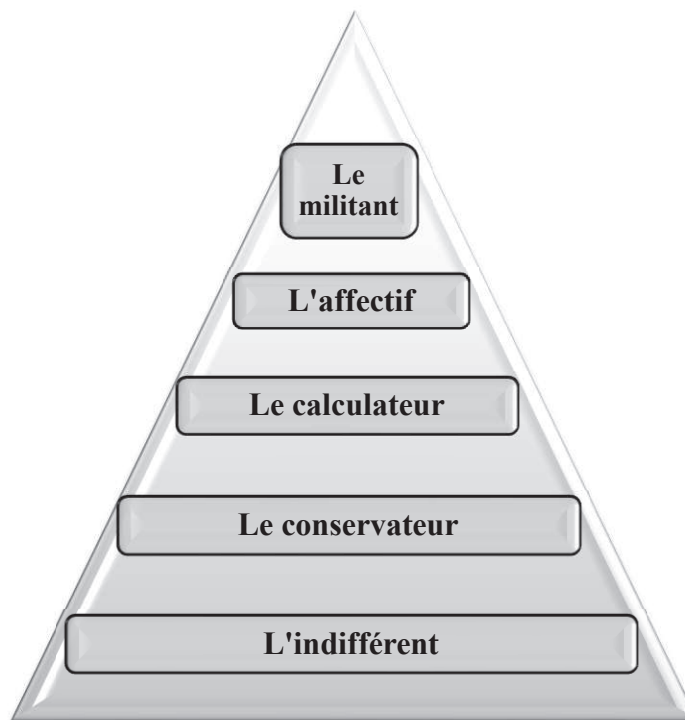 Le
militant
L'affectif
Le calculateur
Le conservateur
L'indifférent